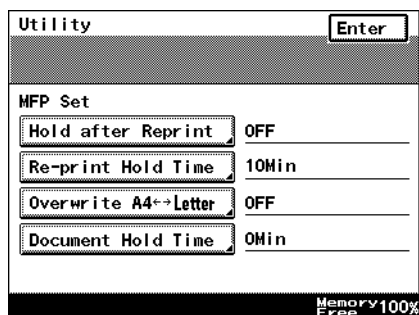 Utility
Enter
MFP Set
Hold after Reprint OFF
Re-print Hold Time 10Min
Overwrite A4←→Letter OFF
Document Hold Time 0Min
Memory
Free 100%